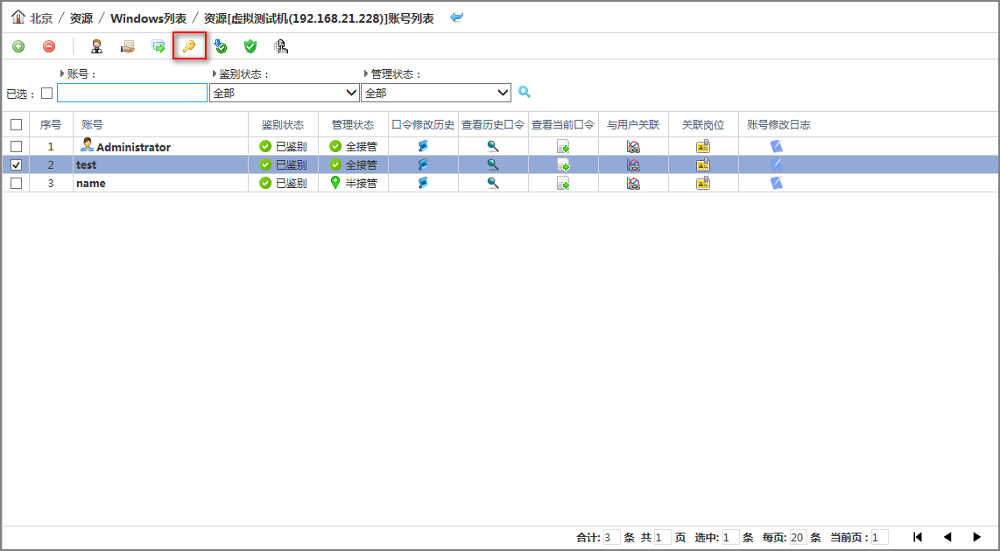 北京 / 资源 / Windows列表 / 资源[虚拟测试机(192.168.21.228)]账号列表
账号： 鉴别状态： 管理状态：
已选： 全部 全部
序号 账号 鉴别状态 管理状态 口令修改历史 查看历史口令 查看当前口令 与用户关联 关联岗位 账号修改日志
1 Administrator 已鉴别 全接管
2 test 已鉴别 全接管
3 name 已鉴别 半接管
合计: 3 条 共 1 页 选中: 1 条 每页: 20 条 当前页 : 1